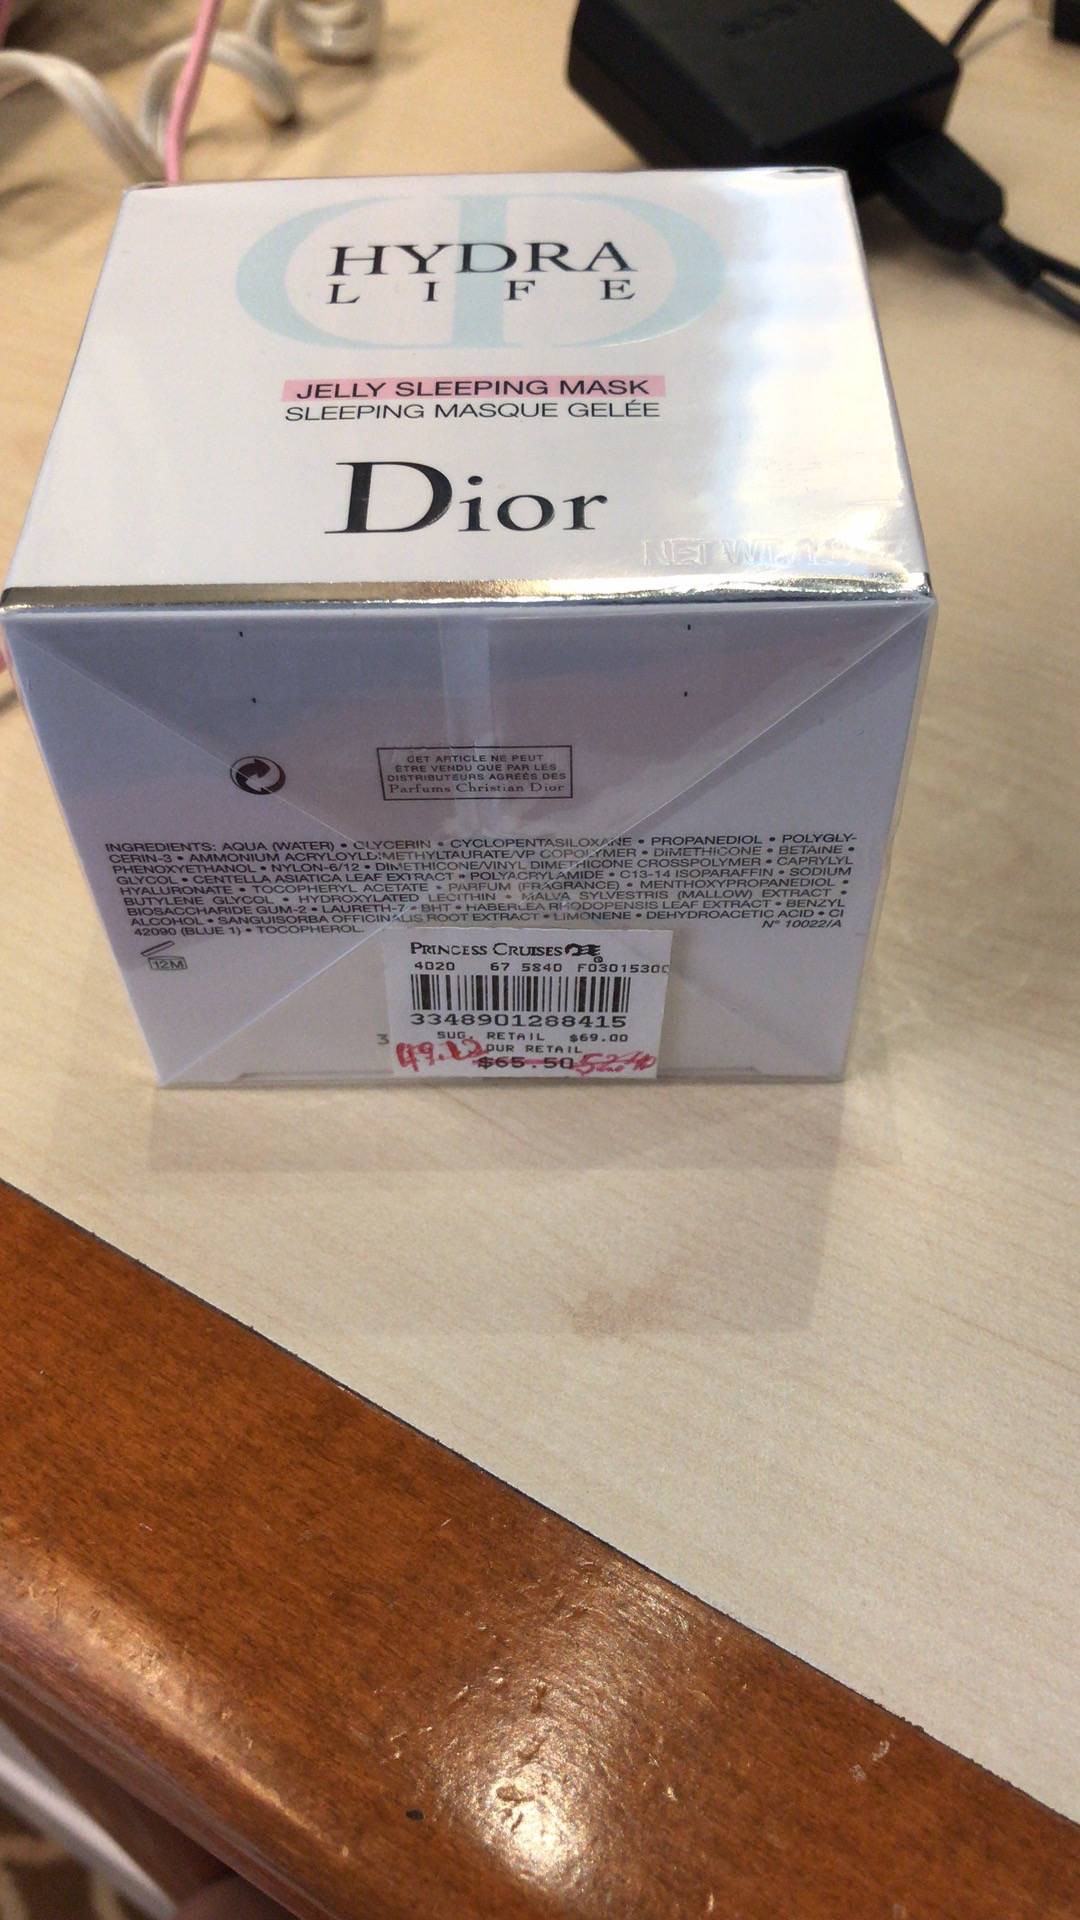 HYDRA
LIFE
JELLY SLEEPING MASK
SLEEPING MASQUE GELÉE
Dior
NET WT.
CET ARTICLE NE PEUT
ÊTRE VENDU QUE PAR LES
DISTRIBUTEURS AGRÉÉS DES
Parfums Christian Dior
INGREDIENTS: AQUA (WATER) • GLYCERIN • CYCLOPENTASILOXANE • PROPANEDIOL • POLYGLY-
CERIN-3 • AMMONIUM ACRYLOYLDIMETHYLTAURATE/VP COPOLYMER • DIMETHICONE • BETAINE •
PHENOXYETHANOL • NYLON-6/12 • DIMETHICONE/VINYL DIMETHICONE CROSSPOLYMER • CAPRYLYL
GLYCOL • CENTELLA ASIATICA LEAF EXTRACT • POLYACRYLAMIDE • C13-14 ISOPARAFFIN • SODIUM
HYALURONATE • TOCOPHERYL ACETATE • PARFUM (FRAGRANCE) • MENTHOXYPROPANEDIOL •
BUTYLENE GLYCOL • HYDROXYLATED LECITHIN • MALVA SYLVESTRIS (MALLOW) EXTRACT •
BIOSACCHARIDE GUM-2 • LAURETH-7 • BHT • HABERLEA RHODOPENSIS LEAF EXTRACT • BENZYL
ALCOHOL • SANGUISORBA OFFICINALIS ROOT EXTRACT • LIMONENE • DEHYDROACETIC ACID • CI
42090 (BLUE 1) • TOCOPHEROL. N° 10022/A
12M
PRINCESS CRUISES
4020 67 5840 F0301530
3348901288415
SUG. RETAIL $69.00
3
OUR RETAIL
49.12 $65.50 52.40